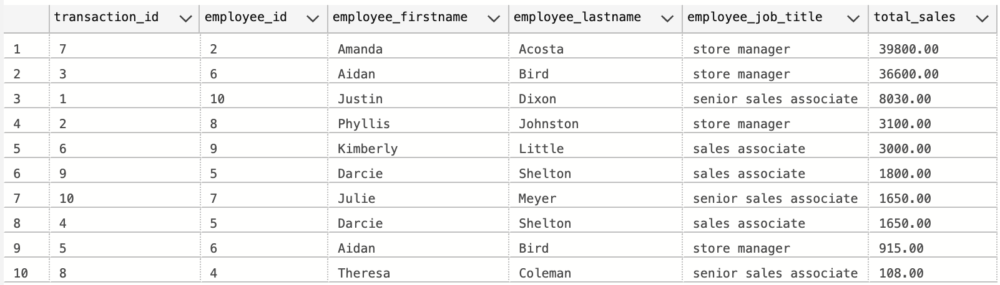 transaction_id employee_id employee_firstname employee_lastname employee_job_title total_sales
1 7 2 Amanda Acosta store manager 39800.00
2 3 6 Aidan Bird store manager 36600.00
3 1 10 Justin Dixon senior sales associate 8030.00
4 2 8 Phyllis Johnston store manager 3100.00
5 6 9 Kimberly Little sales associate 3000.00
6 9 5 Darcie Shelton sales associate 1800.00
7 10 7 Julie Meyer senior sales associate 1650.00
8 4 5 Darcie Shelton sales associate 1650.00
9 5 6 Aidan Bird store manager 915.00
10 8 4 Theresa Coleman senior sales associate 108.00